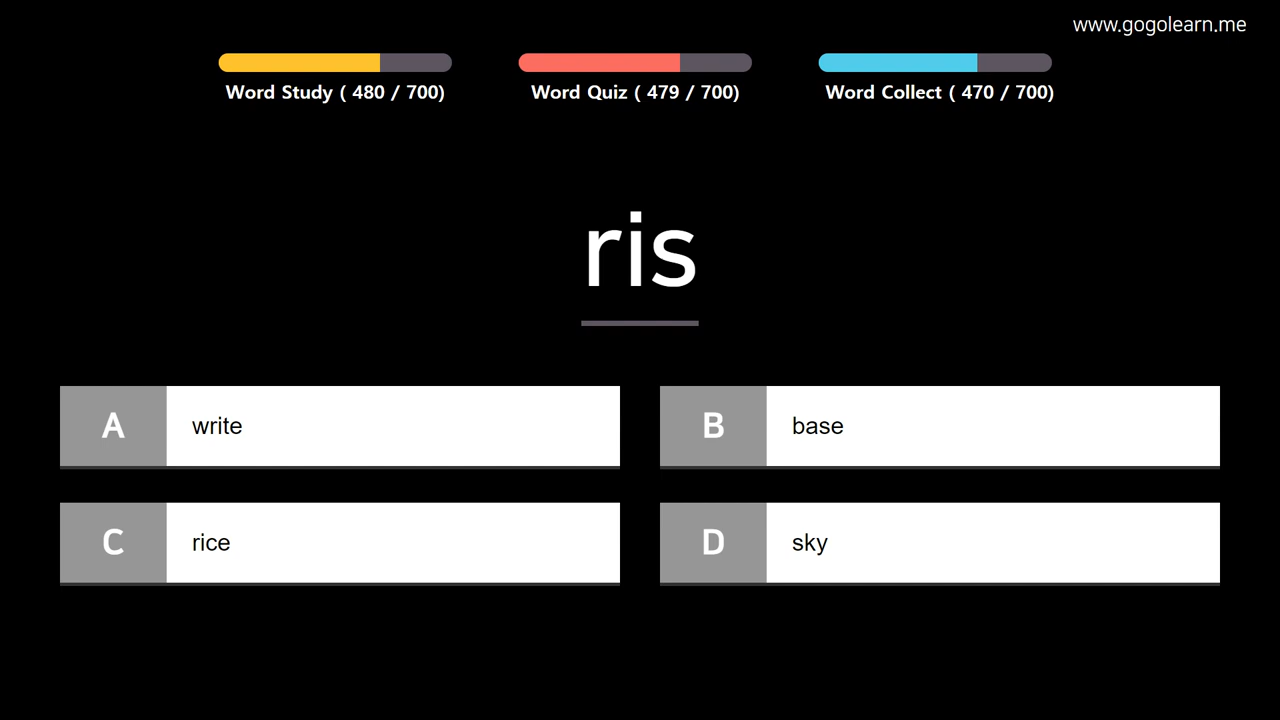 www.gogolearn.me
Word Study ( 480 / 700)
Word Quiz ( 479 / 700)
Word Collect ( 470 / 700)
ris
A write
B base
C rice
D sky